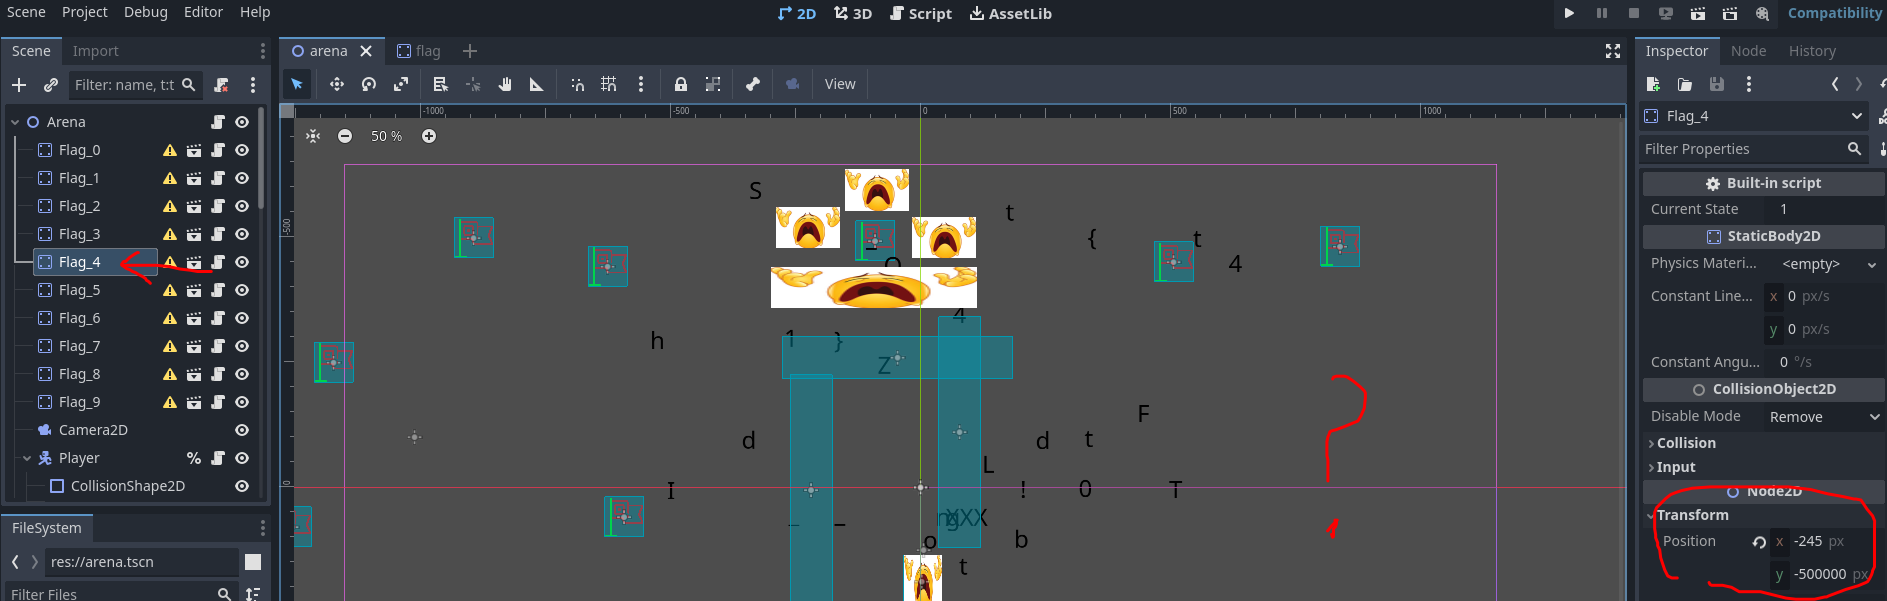 Scene Project Debug Editor Help
2D 3D Script AssetLib
Compatibility
Scene Import
Filter: name, t:t
Arena
Flag_0
Flag_1
Flag_2
Flag_3
Flag_4
Flag_5
Flag_6
Flag_7
Flag_8
Flag_9
Camera2D
Player %
CollisionShape2D
FileSystem
res://arena.tscn
Filter Files
arena flag
View
-1000 -500 0 500 1000
50 %
-500
0
S
t
{
t
4
O
4
h
1
}
Z
F
d
d
t
L
I
!
0
T
_
_
XXX
o
b
t
?
Inspector Node History
Flag_4
Filter Properties
Built-in script
Current State 1
StaticBody2D
Physics Materi... <empty>
Constant Line... x 0 px/s
y 0 px/s
Constant Angu... 0 °/s
CollisionObject2D
Disable Mode Remove
Collision
Input
Node2D
Transform
Position x -245 px
y -500000 px